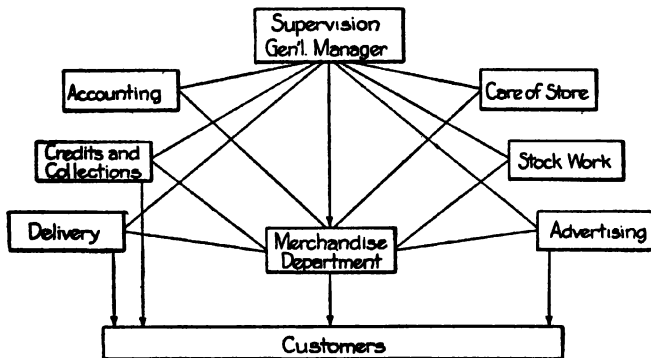 Supervision
Gen'l. Manager
Accounting
Care of Store
Credits and
Collections
Stock Work
Delivery
Merchandise
Department
Advertising
Customers